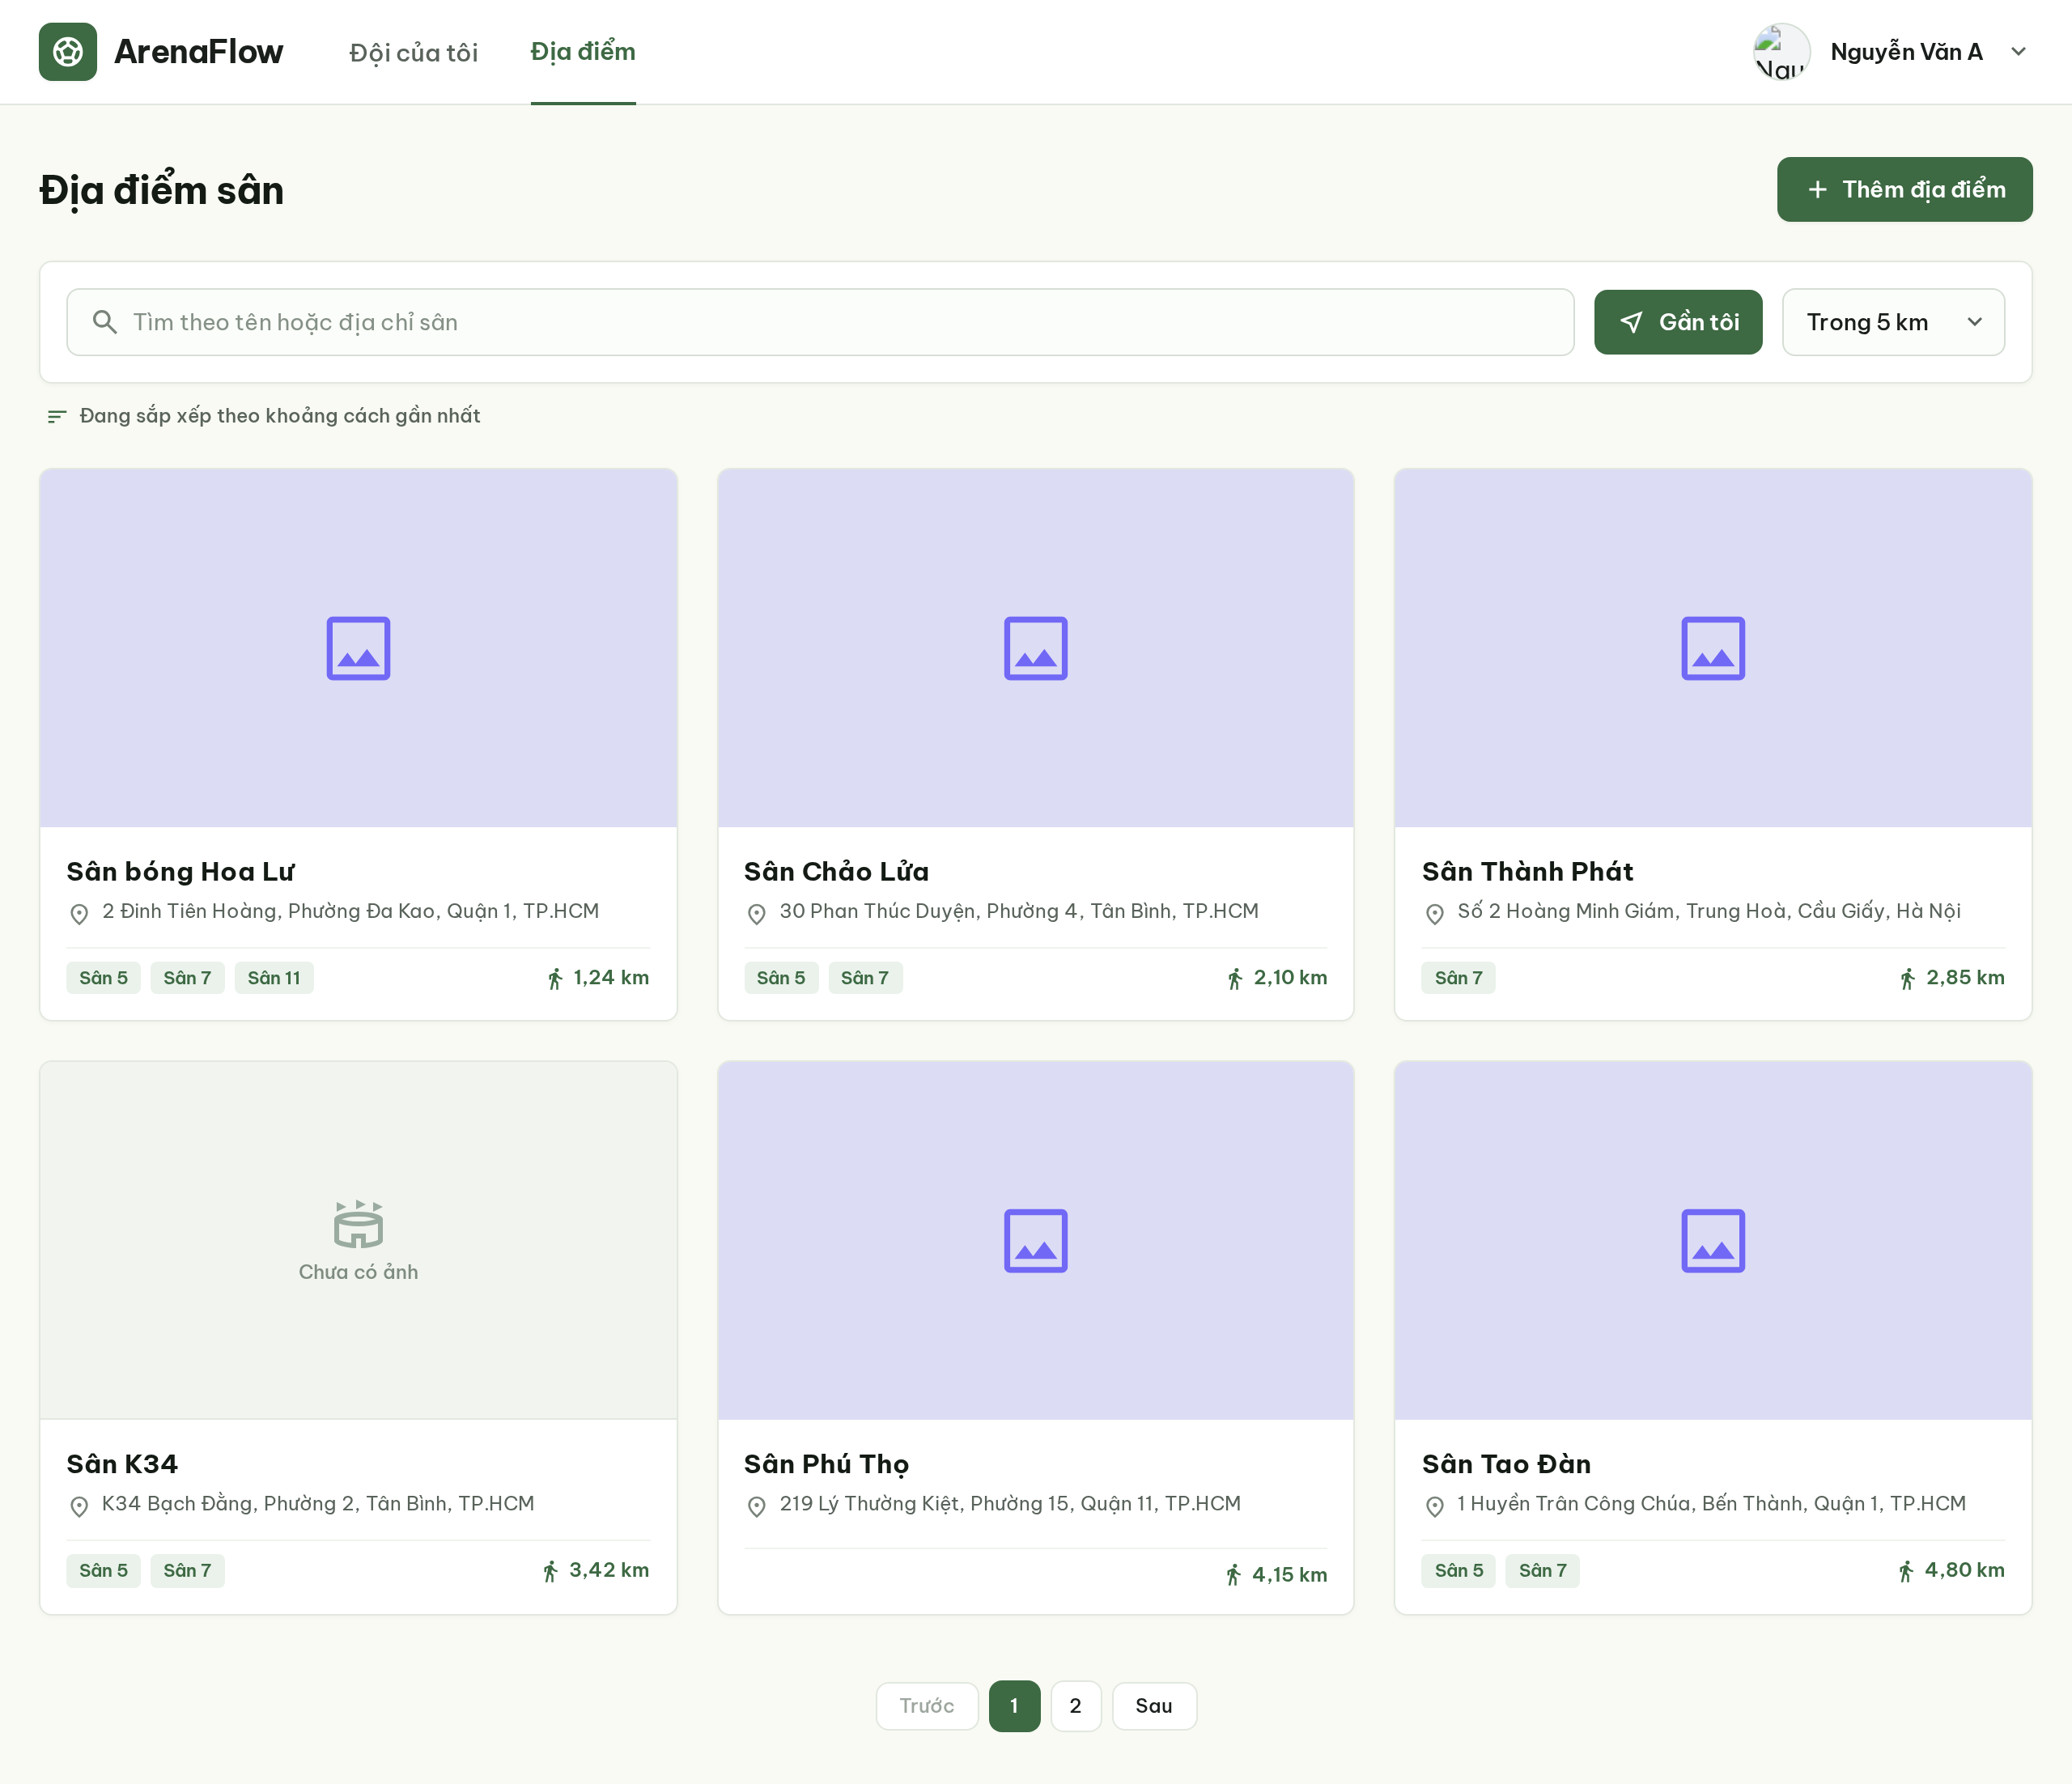 ArenaFlow
Đội của tôi
Địa điểm
Nguyễn Văn A
Địa điểm sân
Thêm địa điểm
Tìm theo tên hoặc địa chỉ sân
Gần tôi
Trong 5 km
Đang sắp xếp theo khoảng cách gần nhất
Sân bóng Hoa Lư
2 Đinh Tiên Hoàng, Phường Đa Kao, Quận 1, TP.HCM
Sân 5 Sân 7 Sân 11 1,24 km
Sân Chảo Lửa
30 Phan Thúc Duyện, Phường 4, Tân Bình, TP.HCM
Sân 5 Sân 7 2,10 km
Sân Thành Phát
Số 2 Hoàng Minh Giám, Trung Hoà, Cầu Giấy, Hà Nội
Sân 7 2,85 km
Chưa có ảnh
Sân K34
K34 Bạch Đằng, Phường 2, Tân Bình, TP.HCM
Sân 5 Sân 7 3,42 km
Sân Phú Thọ
219 Lý Thường Kiệt, Phường 15, Quận 11, TP.HCM
4,15 km
Sân Tao Đàn
1 Huyền Trân Công Chúa, Bến Thành, Quận 1, TP.HCM
Sân 5 Sân 7 4,80 km
Trước 1 2 Sau